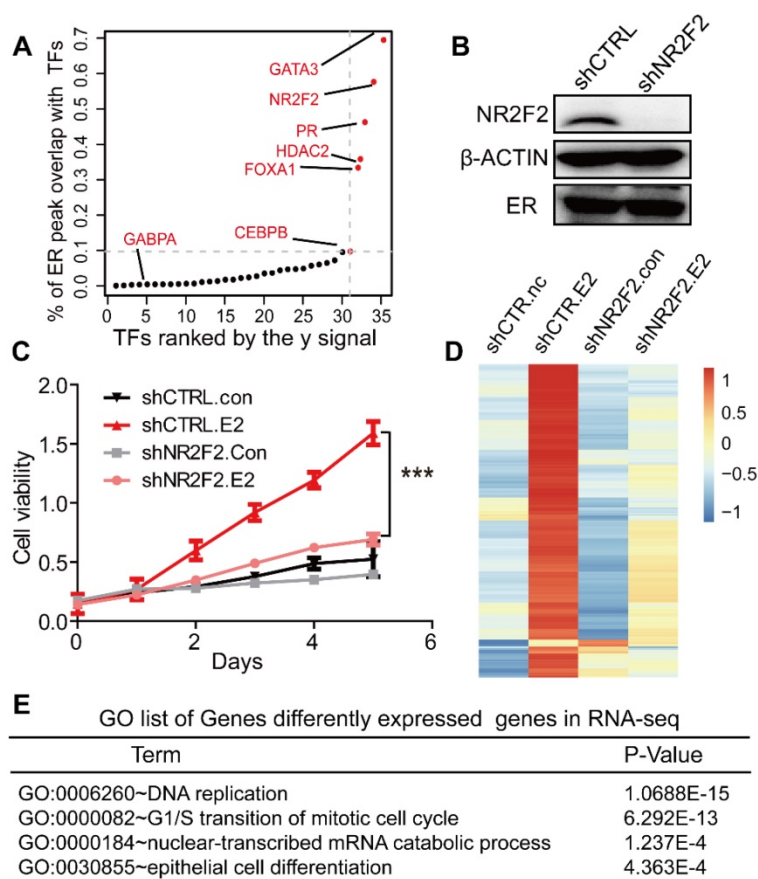 A
% of ER peak overlap with TFs
0.7
0.6
0.5
0.4
0.3
0.2
0.1
0.0
GATA3
NR2F2
PR
HDAC2
FOXA1
CEBPB
GABPA
0 5 10 15 20 25 30 35
TFs ranked by the y signal
B
shCTRL
shNR2F2
NR2F2
β-ACTIN
ER
C
Cell viability
2.0
1.5
1.0
0.5
0.0
shCTRL.con
shCTRL.E2
shNR2F2.Con
shNR2F2.E2
***
0 2 4 6
Days
D
shCTR.nc
shCTR.E2
shNR2F2.con
shNR2F2.E2
1
0.5
0
−0.5
−1
E
GO list of Genes differently expressed genes in RNA-seq
Term P-Value
GO:0006260~DNA replication 1.0688E-15
GO:0000082~G1/S transition of mitotic cell cycle 6.292E-13
GO:0000184~nuclear-transcribed mRNA catabolic process 1.237E-4
GO:0030855~epithelial cell differentiation 4.363E-4